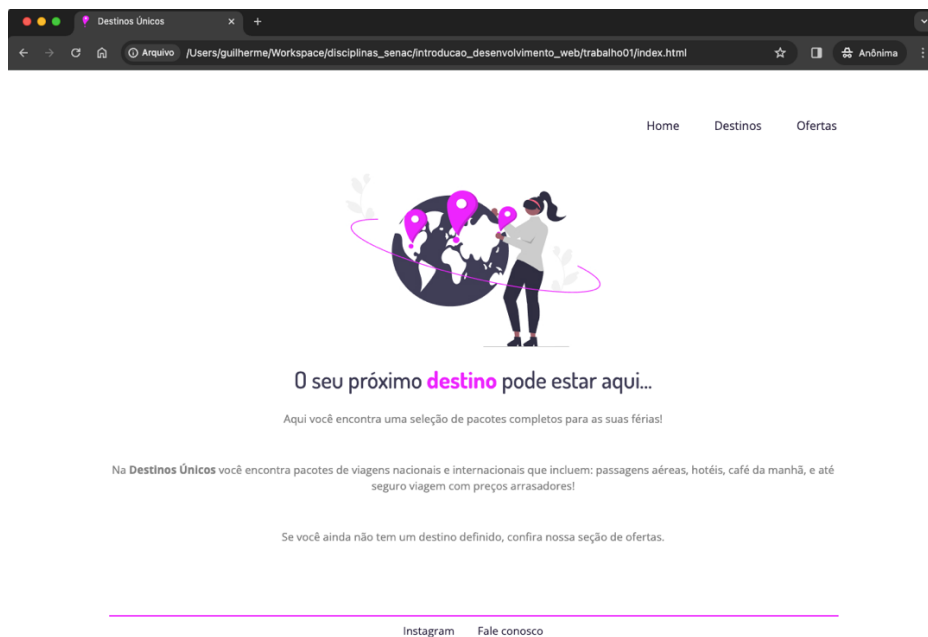 Destinos Únicos
Arquivo /Users/guilherme/Workspace/disciplinas_senac/introducao_desenvolvimento_web/trabalho01/index.html Anônima
Home Destinos Ofertas
O seu próximo destino pode estar aqui...
Aqui você encontra uma seleção de pacotes completos para as suas férias!
Na Destinos Únicos você encontra pacotes de viagens nacionais e internacionais que incluem: passagens aéreas, hotéis, café da manhã, e até
seguro viagem com preços arrasadores!
Se você ainda não tem um destino definido, confira nossa seção de ofertas.
Instagram Fale conosco